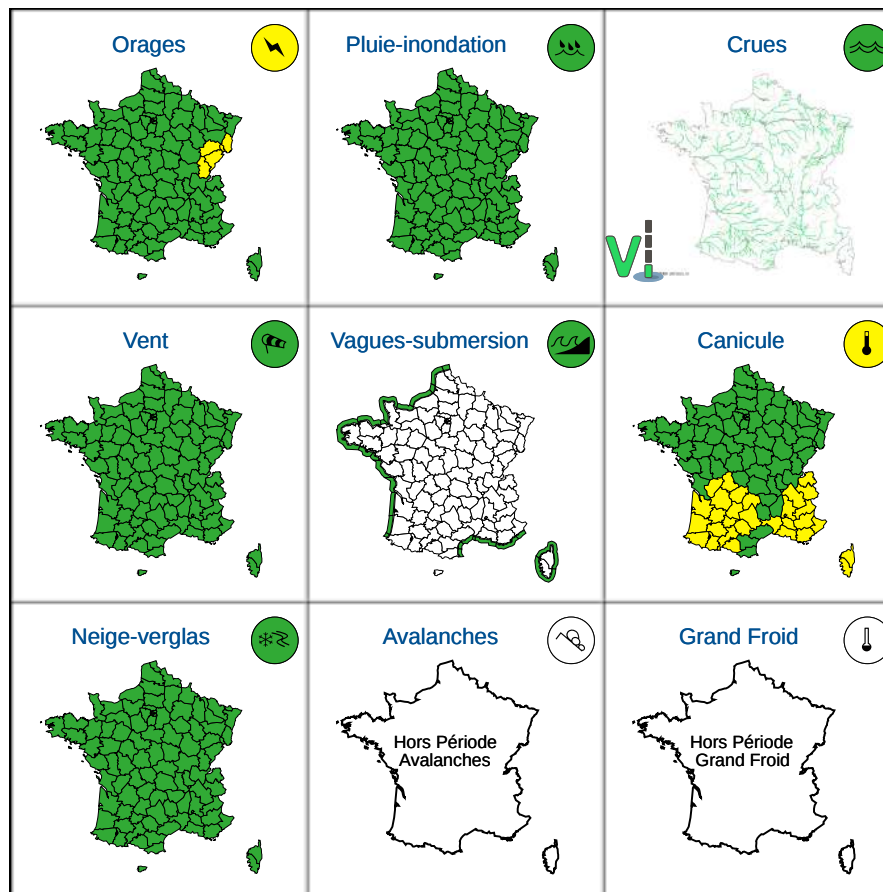 Orages
Pluie-inondation
Crues
Vi
Vent
Vagues-submersion
Canicule
Neige-verglas
Avalanches
Hors Période
Avalanches
Grand Froid
Hors Période
Grand Froid